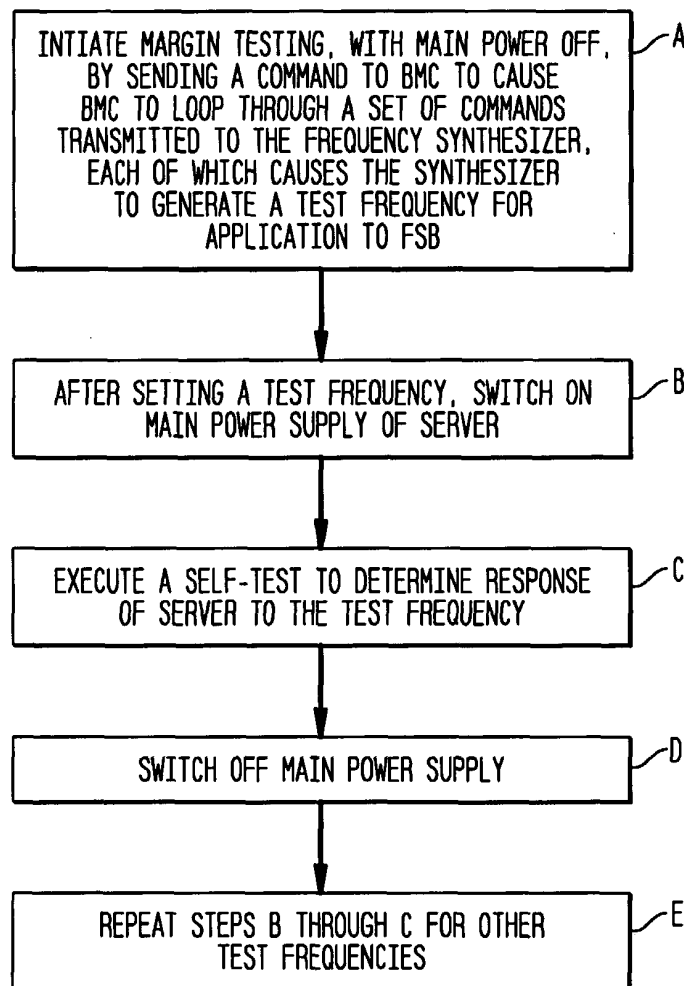 INTIATE MARGIN TESTING, WITH MAIN POWER OFF,
BY SENDING A COMMAND TO BMC TO CAUSE
BMC TO LOOP THROUGH A SET OF COMMANDS
TRANSMITTED TO THE FREQUENCY SYNTHESIZER,
EACH OF WHICH CAUSES THE SYNTHESIZER
TO GENERATE A TEST FREQUENCY FOR
APPLICATION TO FSB
A
AFTER SETTING A TEST FREQUENCY, SWITCH ON
MAIN POWER SUPPLY OF SERVER
B
EXECUTE A SELF-TEST TO DETERMINE RESPONSE
OF SERVER TO THE TEST FREQUENCY
C
SWITCH OFF MAIN POWER SUPPLY
D
REPEAT STEPS B THROUGH C FOR OTHER
TEST FREQUENCIES
E